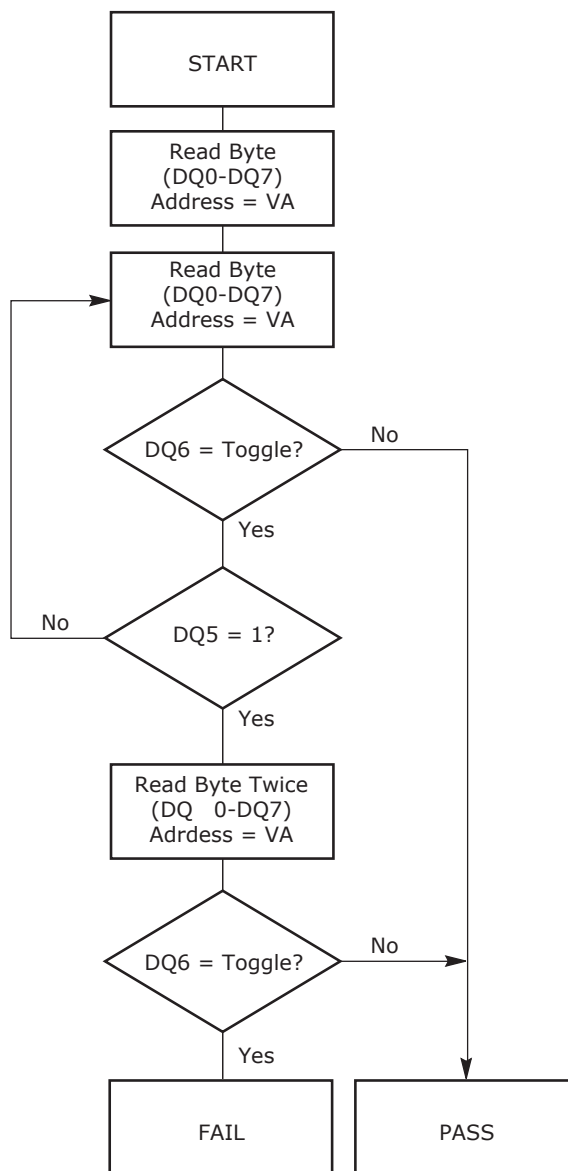 START
Read Byte
(DQ0-DQ7)
Address = VA
Read Byte
(DQ0-DQ7)
Address = VA
DQ6 = Toggle?
No
Yes
No
DQ5 = 1?
Yes
Read Byte Twice
(DQ   0-DQ7)
Adrdess = VA
DQ6 = Toggle?
No
Yes
FAIL
PASS